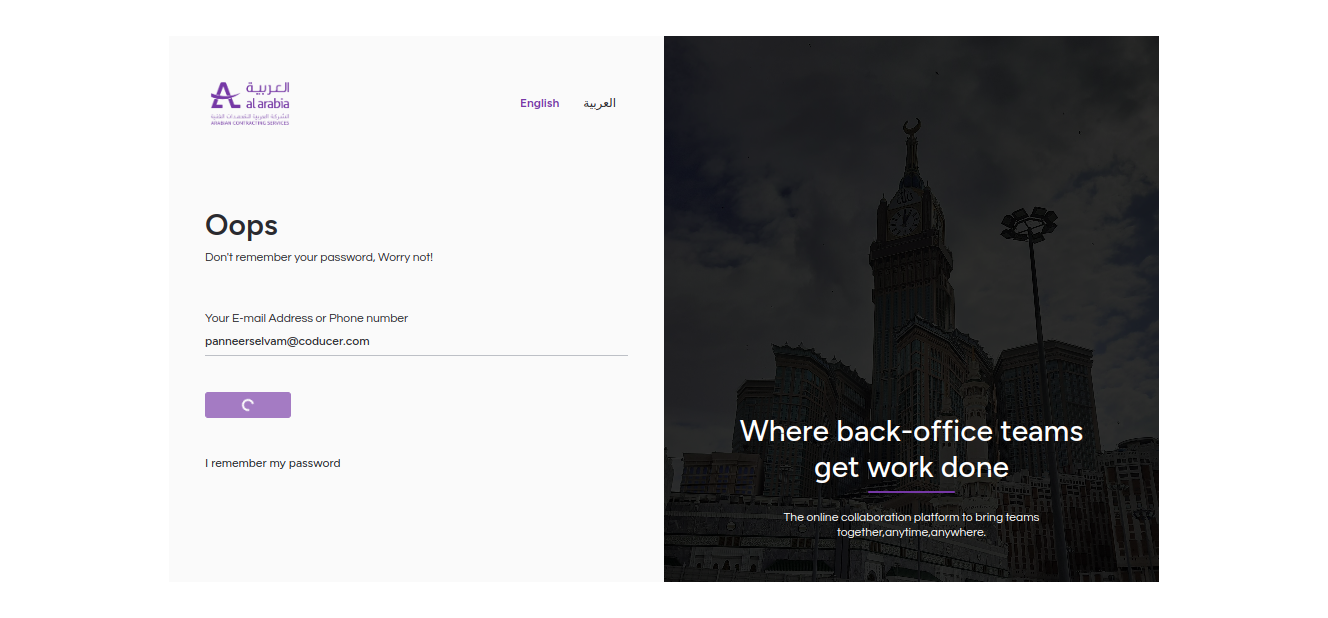 العربية
al arabia
ARABIAN CONTRACTING SERVICES
English
العربية
Oops
Don't remember your password, Worry not!
Your E-mail Address or Phone number
panneerselvam@coducer.com
I remember my password
Where back-office teams
get work done
The online collaboration platform to bring teams
together,anytime,anywhere.